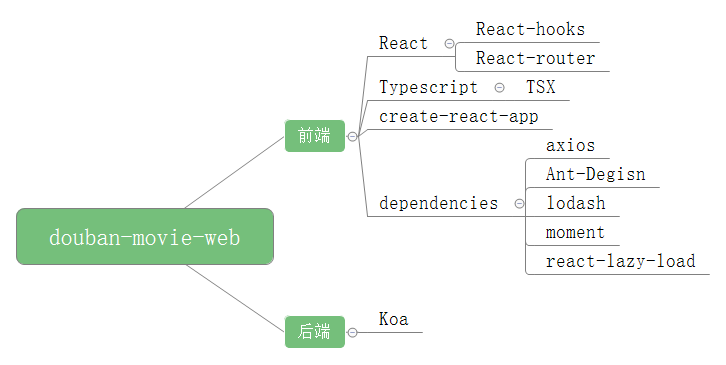 douban-movie-web
前端
React
React-hooks
React-router
Typescript
TSX
create-react-app
dependencies
axios
Ant-Degisn
lodash
moment
react-lazy-load
后端
Koa